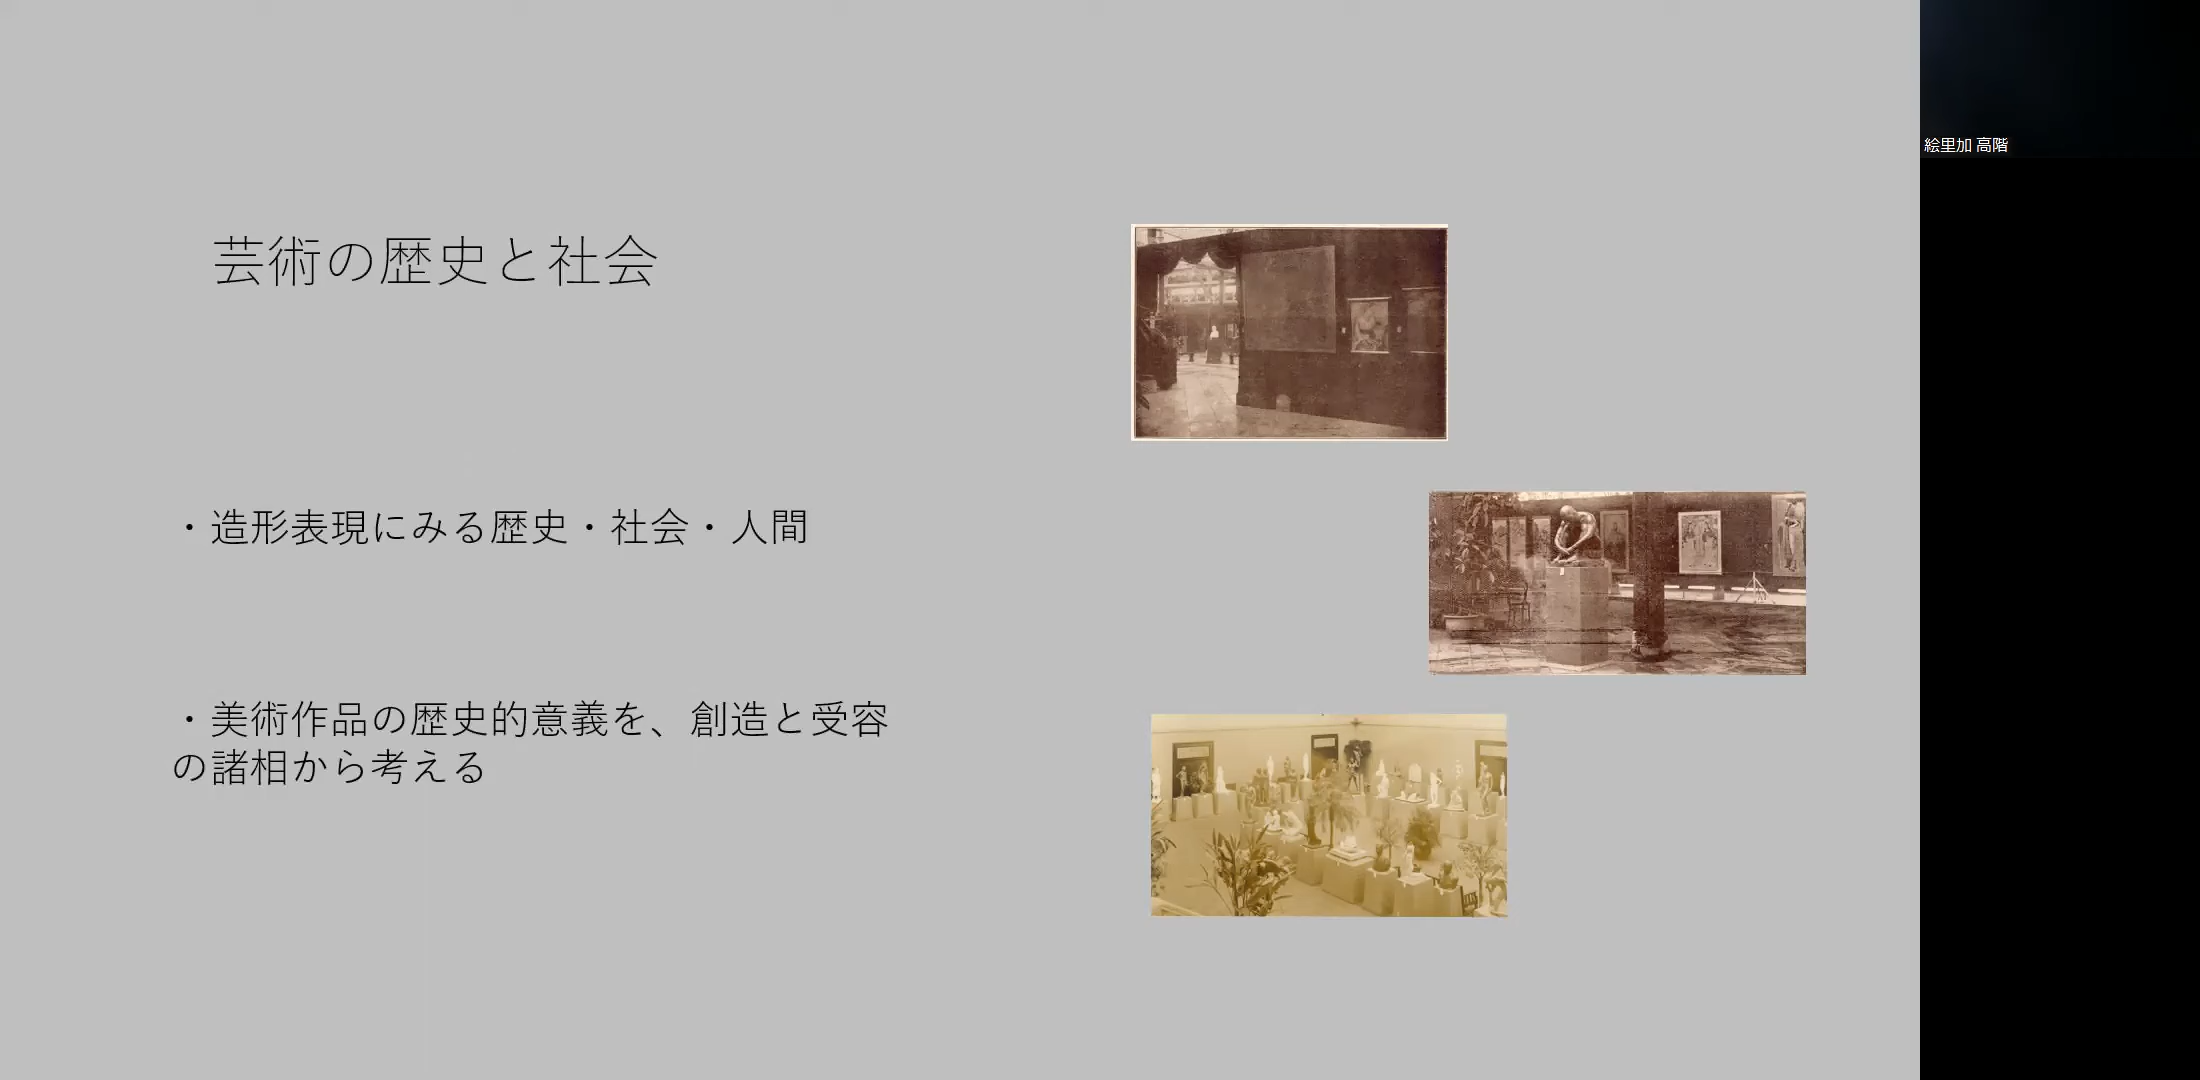 芸術の歴史と社会
・造形表現にみる歴史・社会・人間
・美術作品の歴史的意義を、創造と受容
の諸相から考える
絵里加 高階